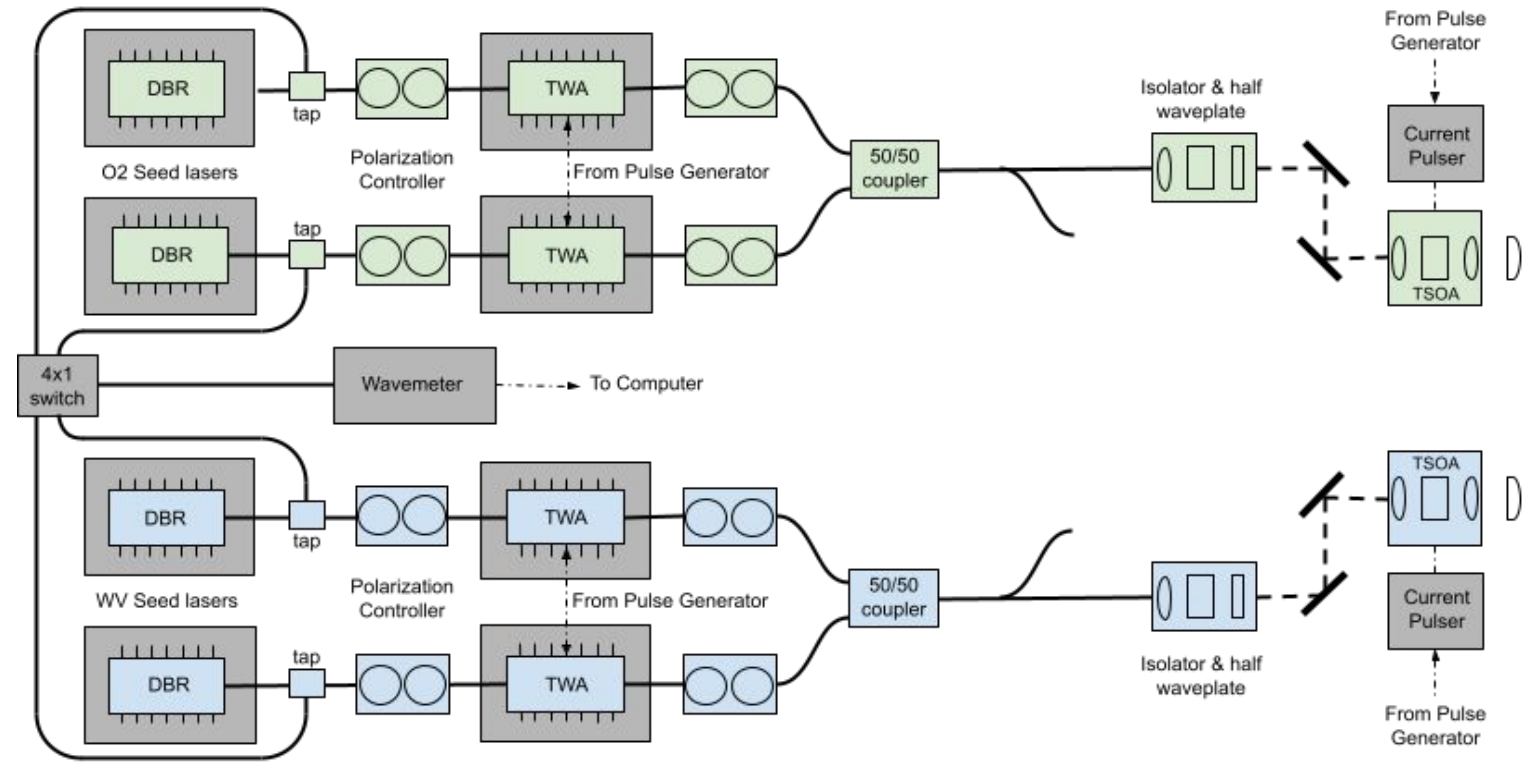 From Pulse
Generator
DBR
tap
TWA
Isolator & half
waveplate
Current
Pulser
O2 Seed lasers
Polarization
Controller
From Pulse Generator
50/50
coupler
tap
DBR
TWA
TSOA
4x1
switch
Wavemeter
To Computer
TSOA
DBR
tap
TWA
WV Seed lasers
Polarization
Controller
From Pulse Generator
50/50
coupler
Current
Pulser
tap
DBR
TWA
Isolator & half
waveplate
From Pulse
Generator